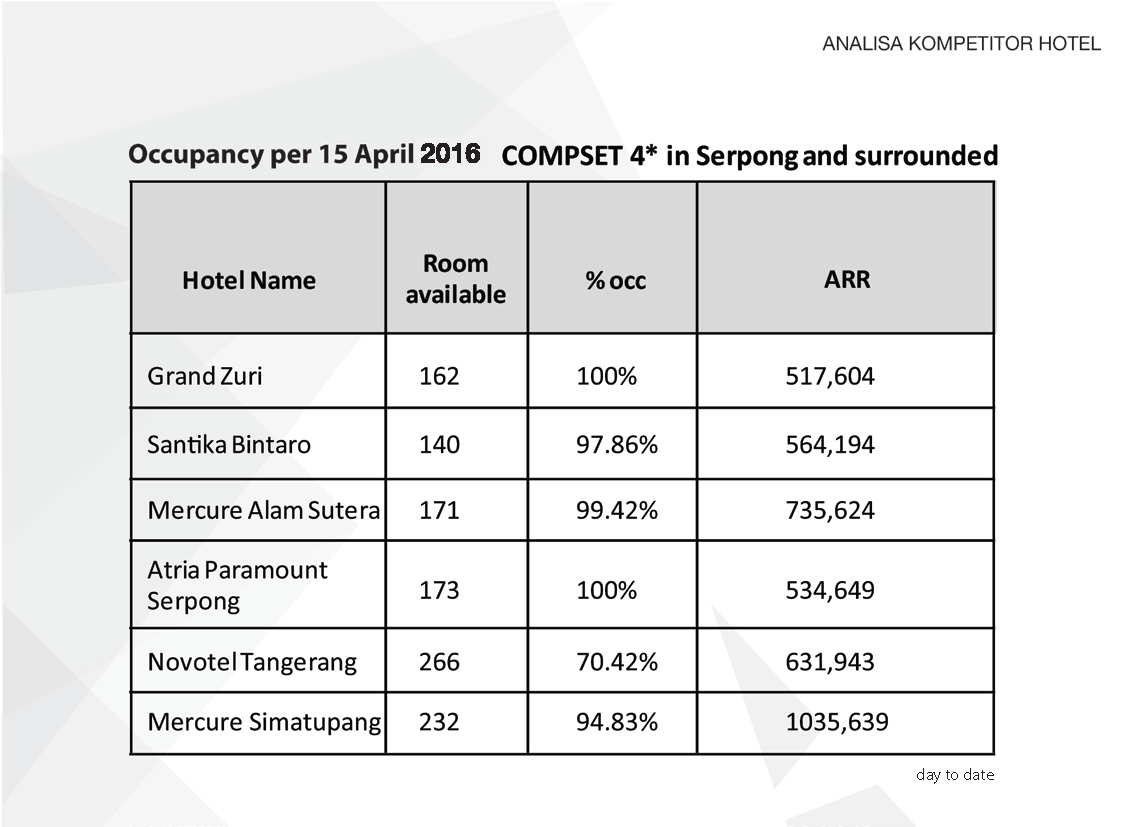 ANALISA KOMPETITOR HOTEL
Occupancy per 15 April 2016 COMPSET 4* in Serpong and surrounded
Hotel Name
Room
available
% occ
ARR
Grand Zuri 162 100% 517,604
Santika Bintaro 140 97.86% 564,194
Mercure Alam Sutera 171 99.42% 735,624
Atria Paramount
Serpong
173 100% 534,649
Novotel Tangerang 266 70.42% 631,943
Mercure Simatupang 232 94.83% 1035,639
day to date